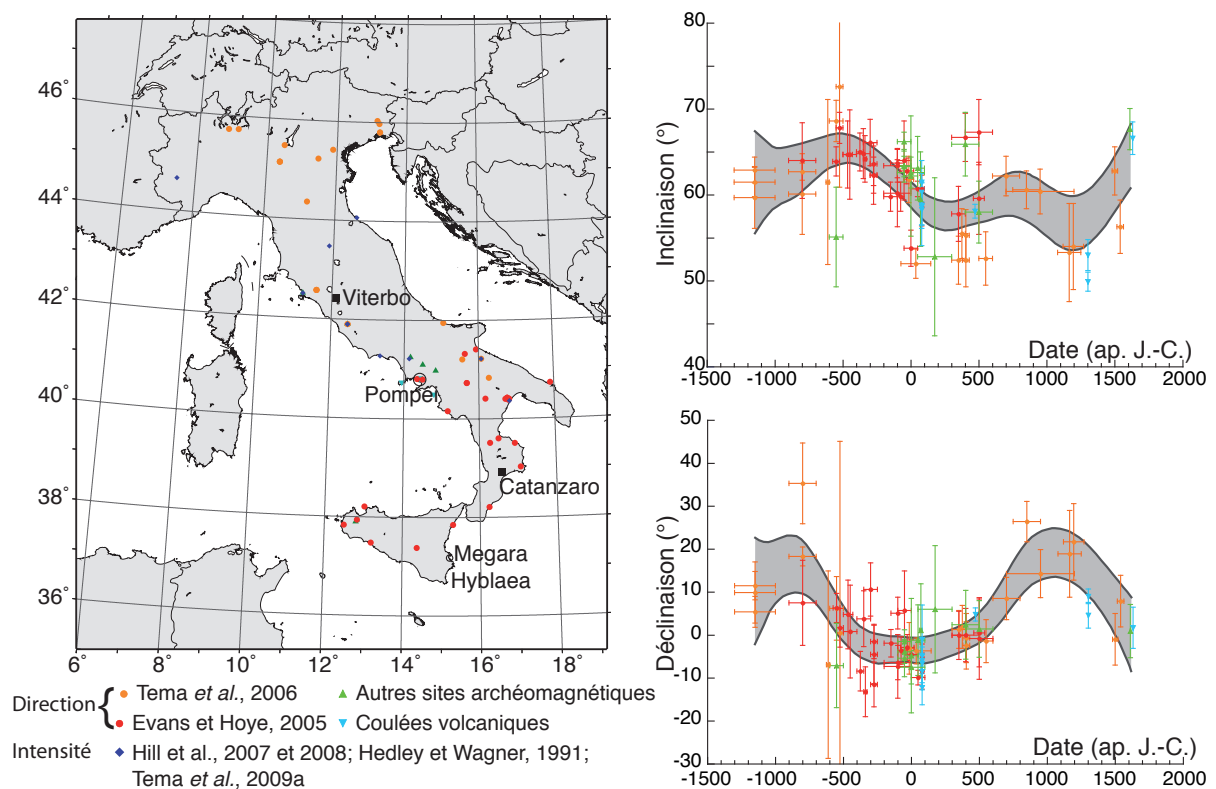 46°
44°
42°
40°
38°
36°
6°
8°
10°
12°
14°
16°
18°
Viterbo
Pompei
Catanzaro
Megara
Hyblaea
Direction { Tema et al., 2006
Autres sites archéomagnétiques
Evans et Hoye, 2005
Coulées volcaniques
Intensité Hill et al., 2007 et 2008; Hedley et Wagner, 1991;
Tema et al., 2009a
80
70
60
50
40
Inclinaison (°)
Date (ap. J.-C.)
-1500 -1000 -500 0 500 1000 1500 2000
50
40
30
20
10
0
-10
-20
-30
Déclinaison (°)
Date (ap. J.-C.)
-1500 -1000 -500 0 500 1000 1500 2000